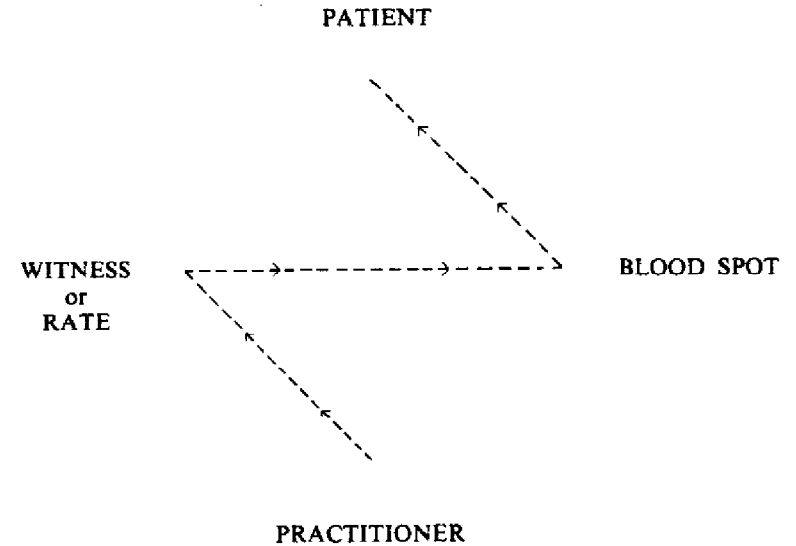 PATIENT
WITNESS
or
RATE
BLOOD SPOT
PRACTITIONER